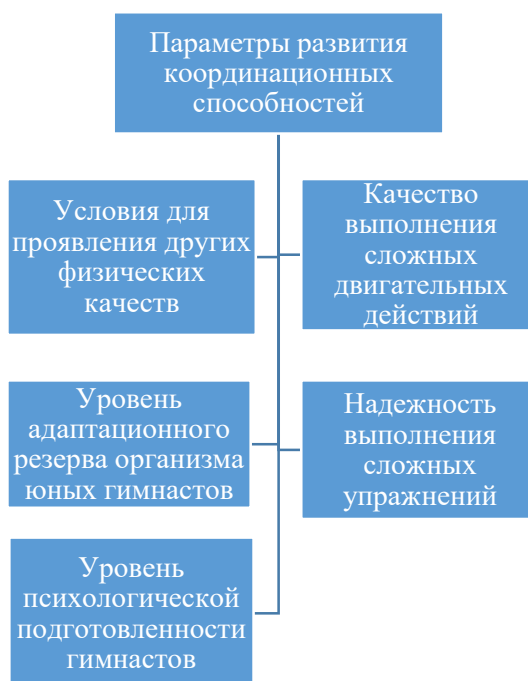 Параметры развития
координационных
способностей
Условия для
проявления других
физических
качеств
Качество
выполнения
сложных
двигательных
действий
Уровень
адаптационного
резерва организма
юных гимнастов
Надежность
выполнения
сложных
упражнений
Уровень
психологической
подготовленности
гимнастов